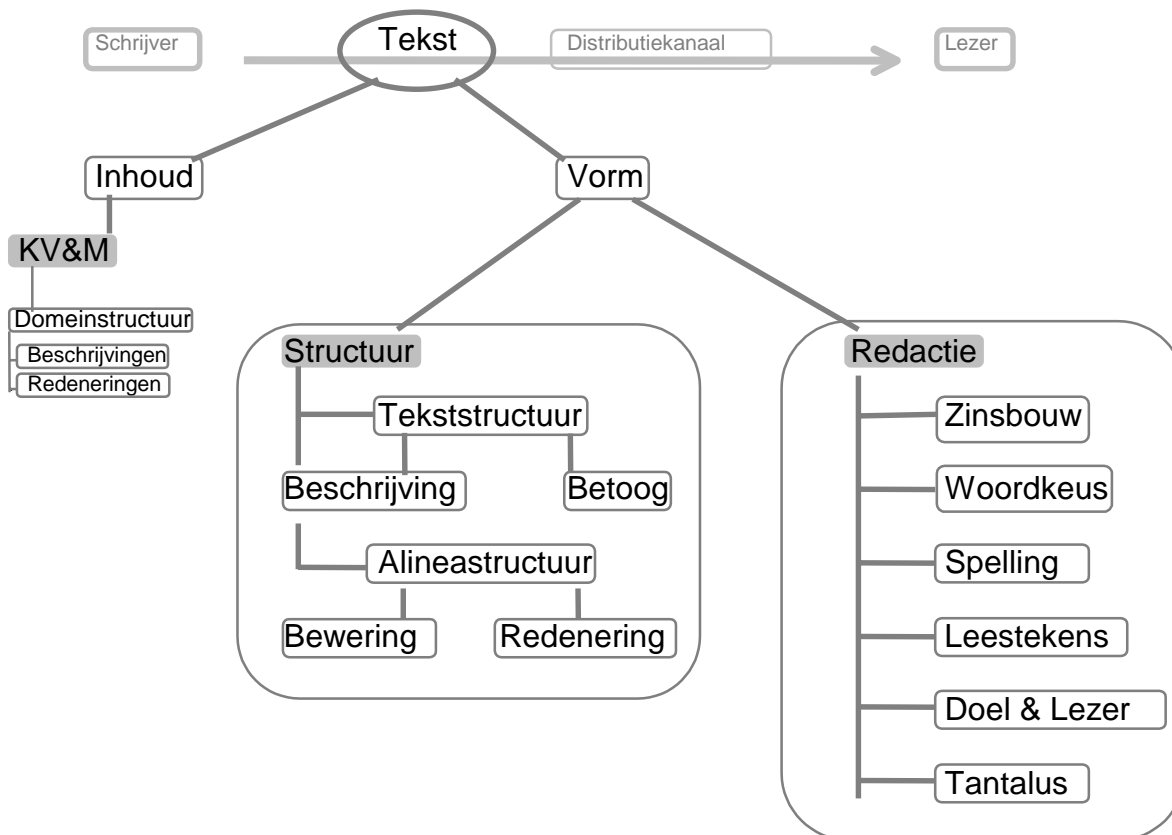 Schrijver
Tekst
Distributiekanaal
Lezer
Inhoud
Vorm
KV&M
Domeinstructuur
Beschrijvingen
Redeneringen
Structuur
Tekststructuur
Beschrijving
Betoog
Alineastructuur
Bewering
Redenering
Redactie
Zinsbouw
Woordkeus
Spelling
Leestekens
Doel & Lezer
Tantalus